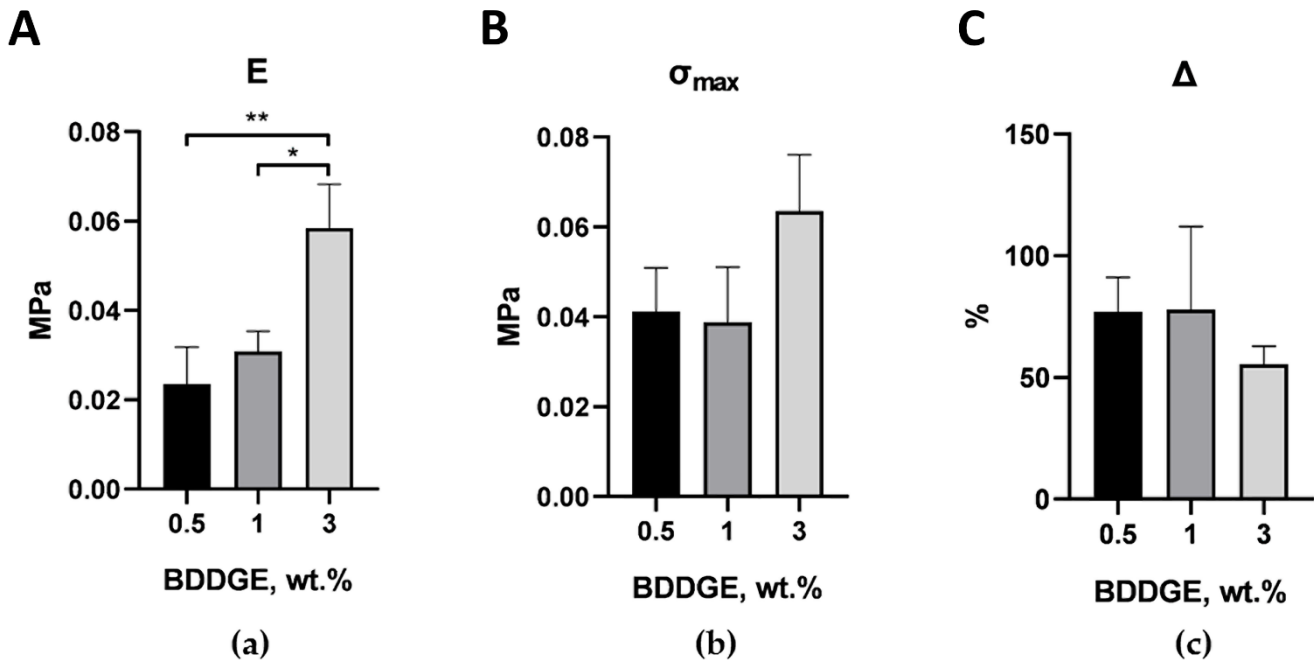 A
E
**
*
0.08
0.06
0.04
0.02
0.00
MPa
0.5 1 3
BDDGE, wt.%
(a)
B
σmax
0.08
0.06
0.04
0.02
0.00
MPa
0.5 1 3
BDDGE, wt.%
(b)
C
Δ
150
100
50
0
%
0.5 1 3
BDDGE, wt.%
(c)